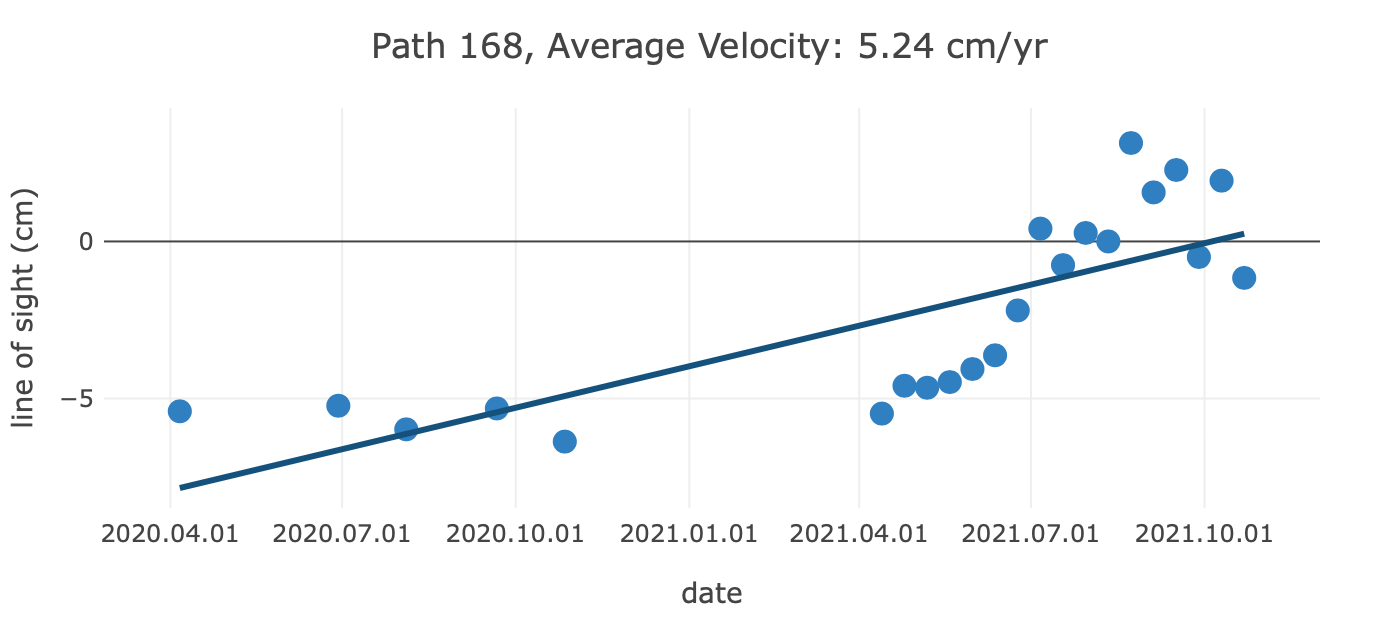 Path 168, Average Velocity: 5.24 cm/yr
line of sight (cm)
0
−5
2020.04.01 2020.07.01 2020.10.01 2021.01.01 2021.04.01 2021.07.01 2021.10.01
date